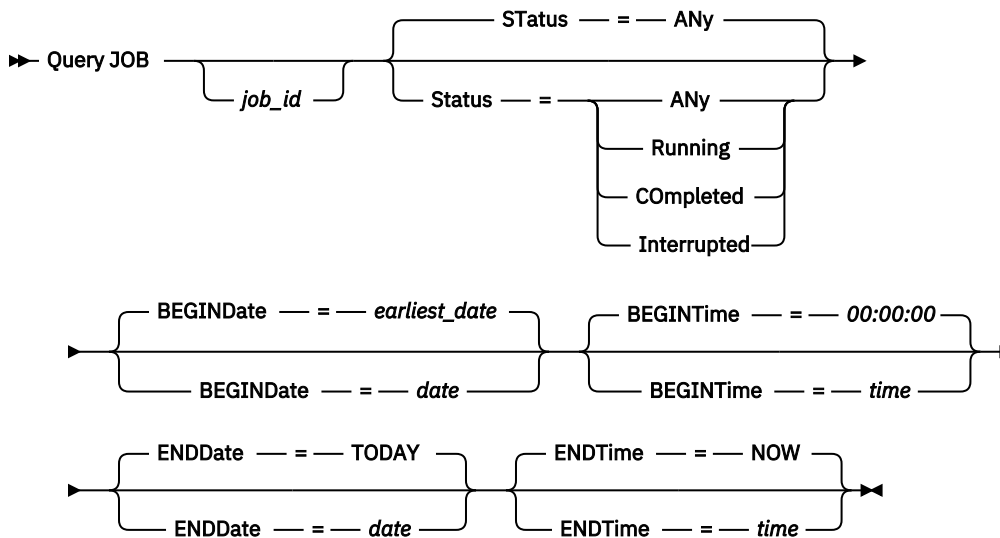 STatus = ANy
Query JOB
job_id
Status = ANy
Running
COmpleted
Interrupted
BEGINDate = earliest_date BEGINTime = 00:00:00
BEGINDate = date BEGINTime = time
ENDDate = TODAY ENDTime = NOW
ENDDate = date ENDTime = time